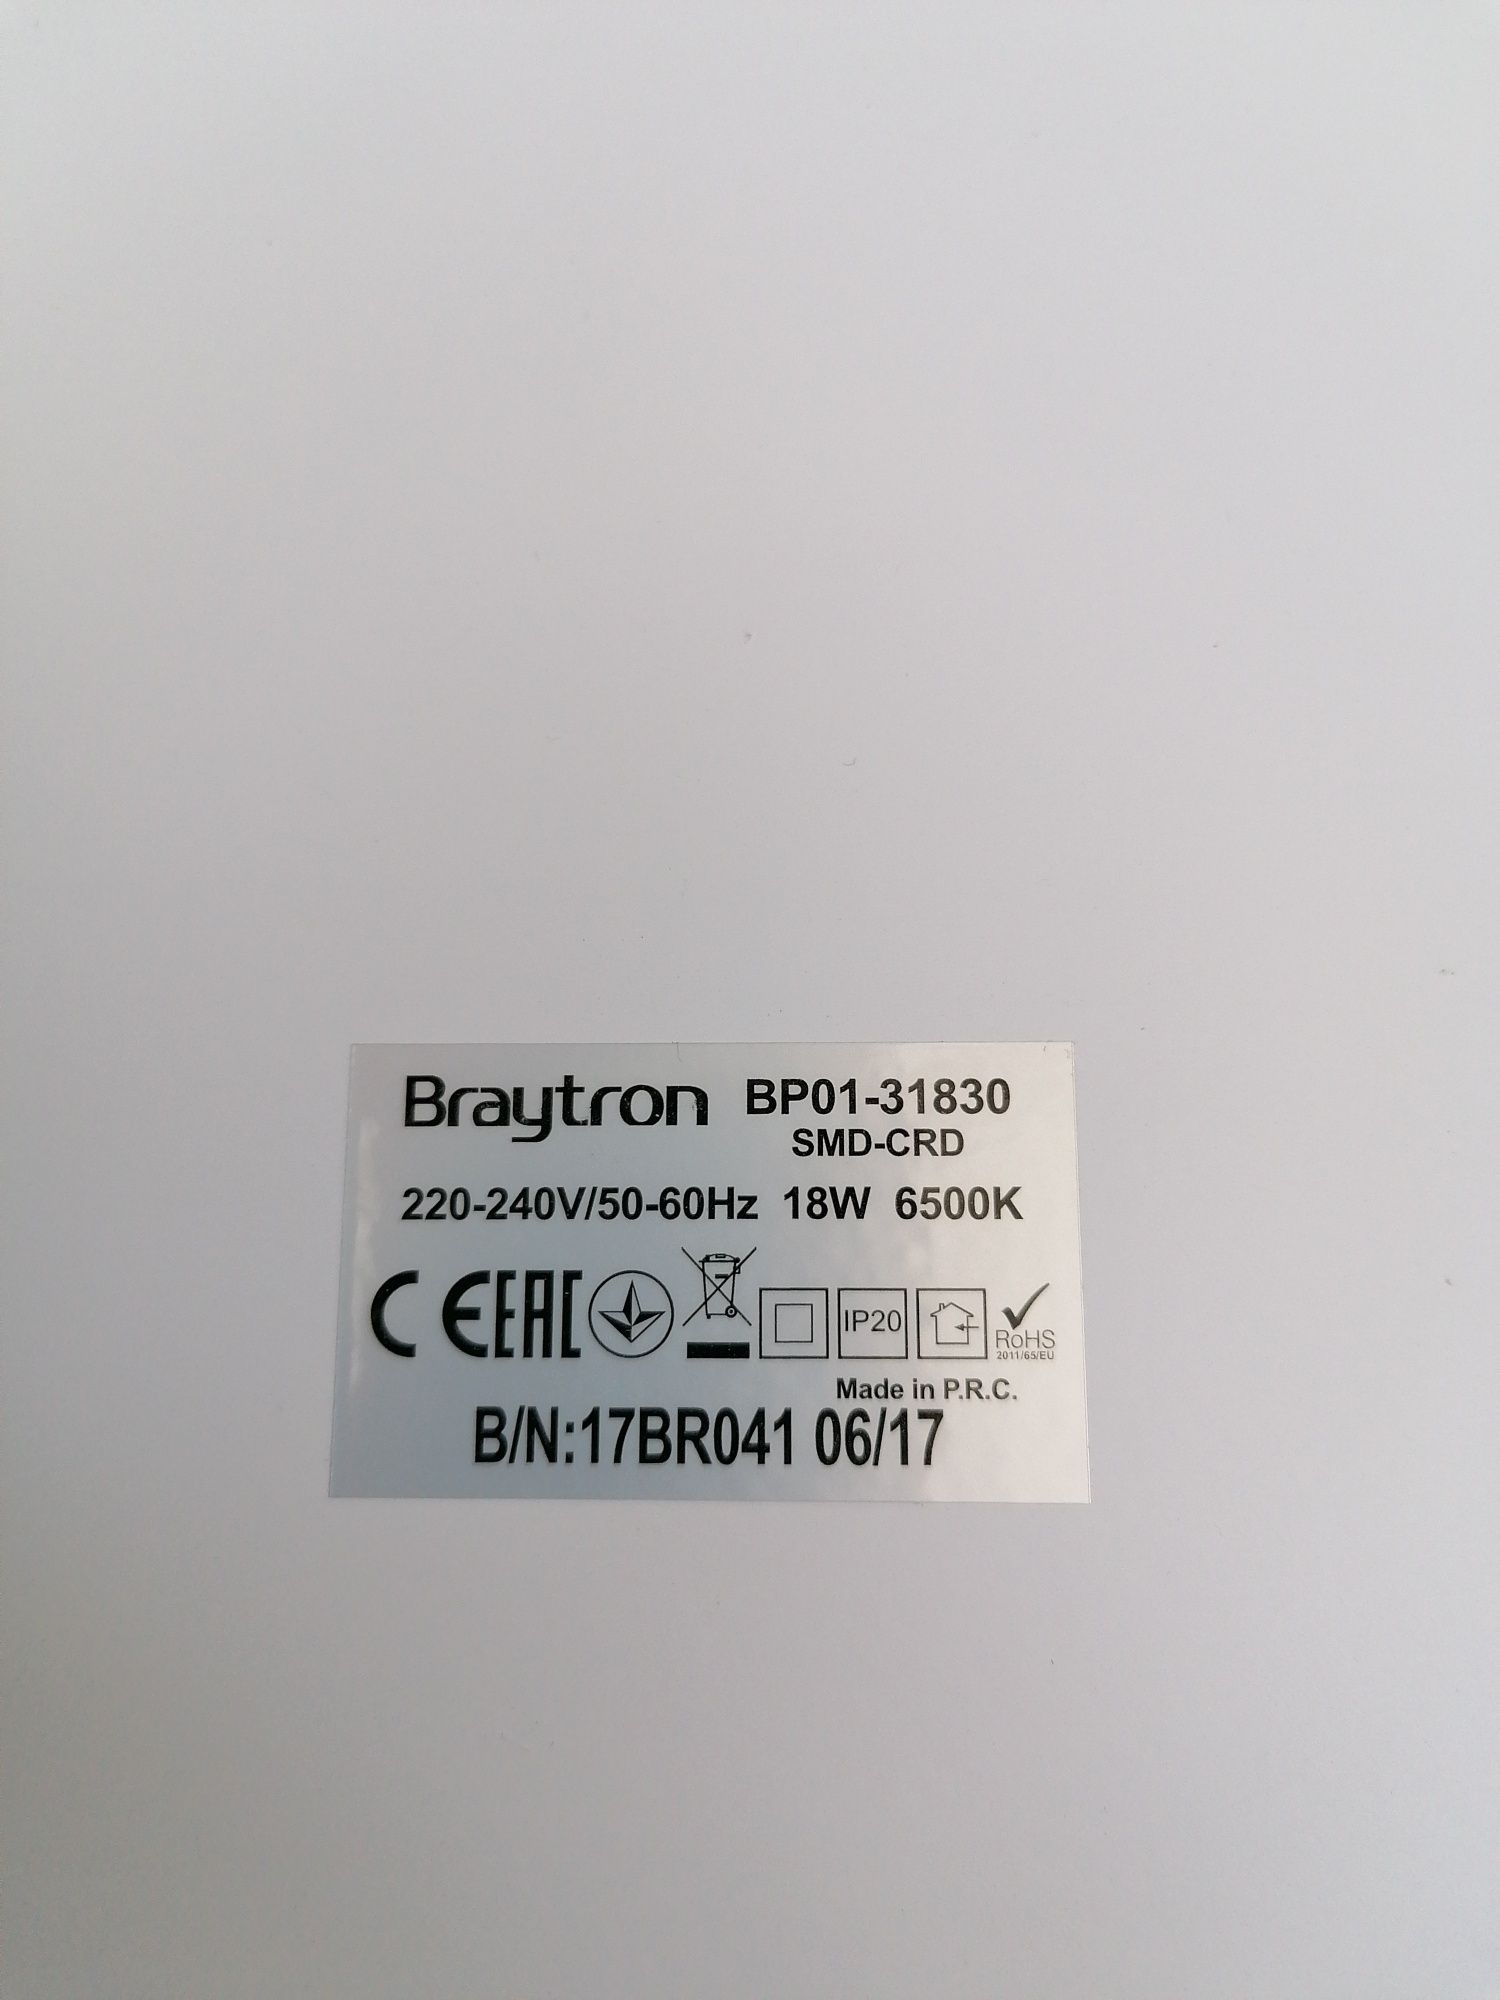 Braytron BP01-31830
SMD-CRD
220-240V/50-60Hz 18W 6500K
CE EAC IP20 RoHS
2011/65/EU
Made in P.R.C.
B/N:17BR041 06/17